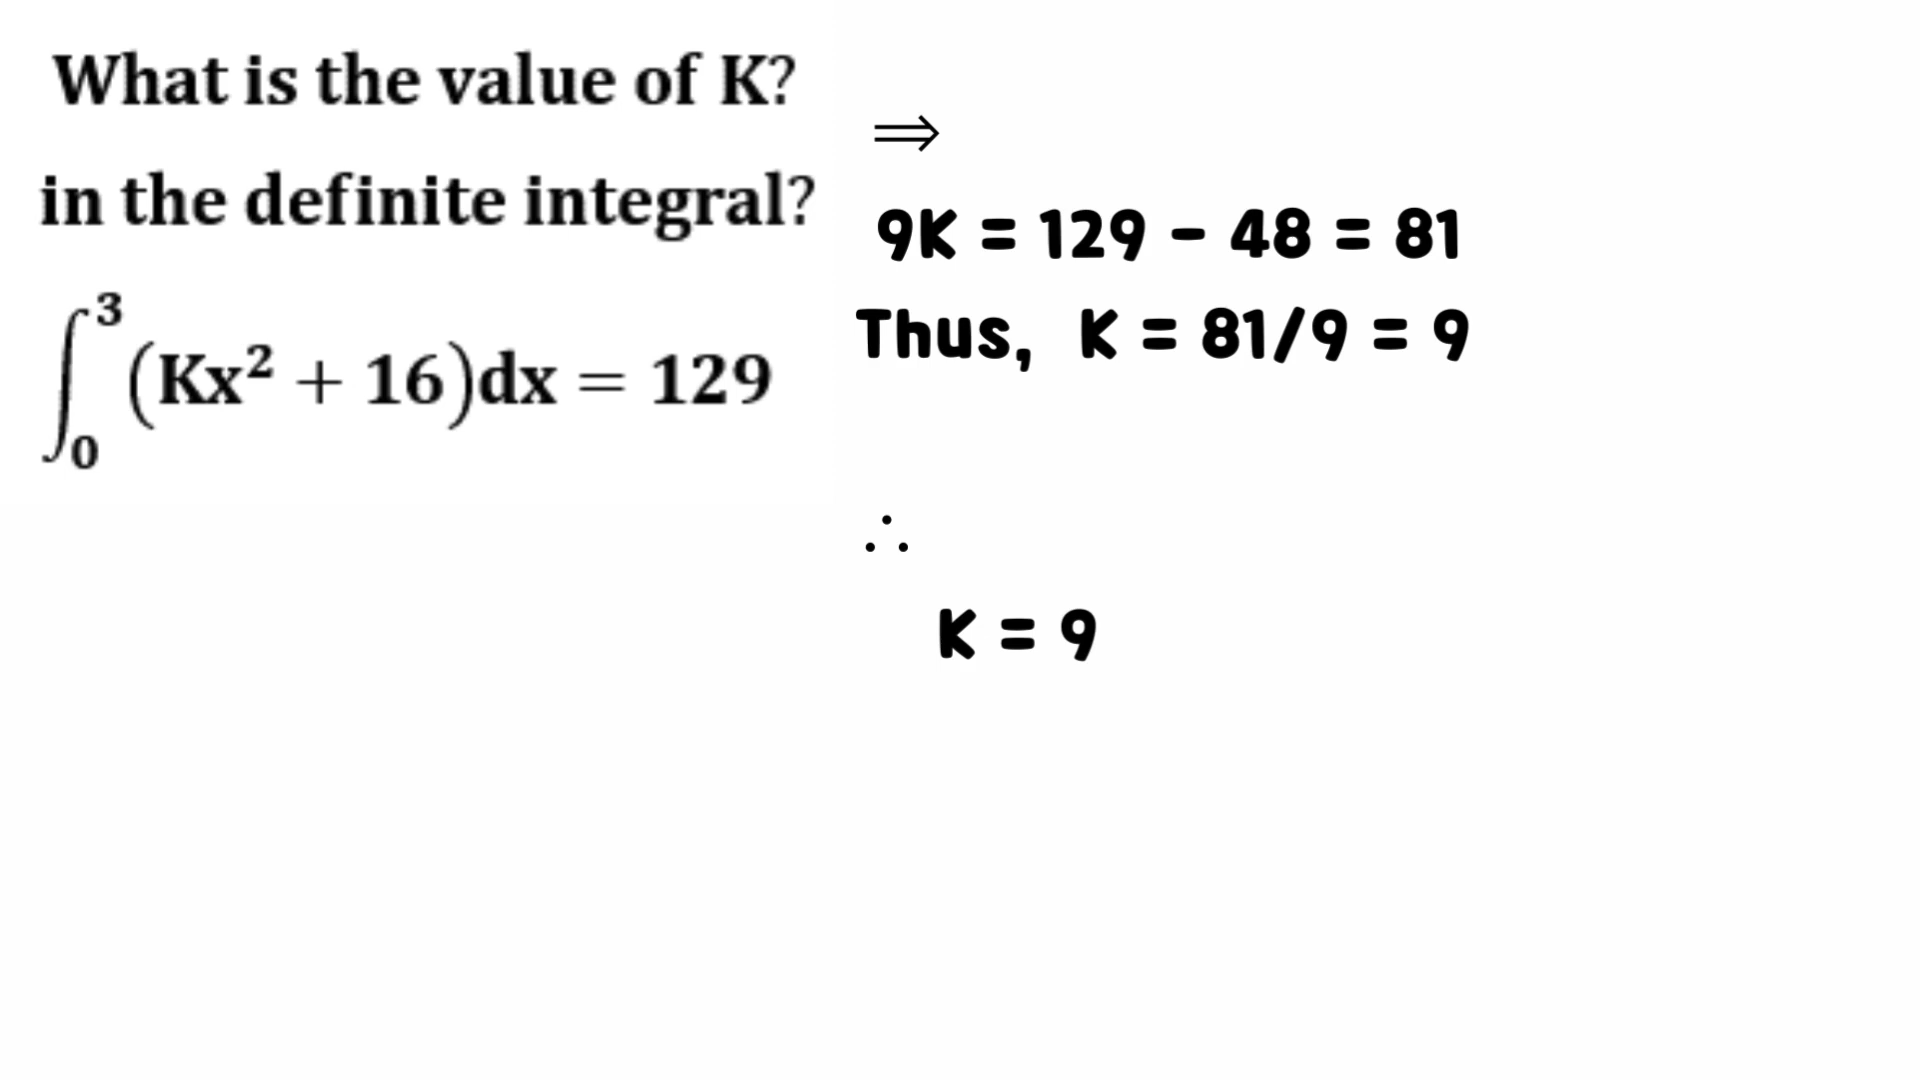 What is the value of K?
in the definite integral?
∫₀³ (Kx² + 16)dx = 129
⟹
9K = 129 - 48 = 81
Thus, K = 81/9 = 9
∴
K = 9